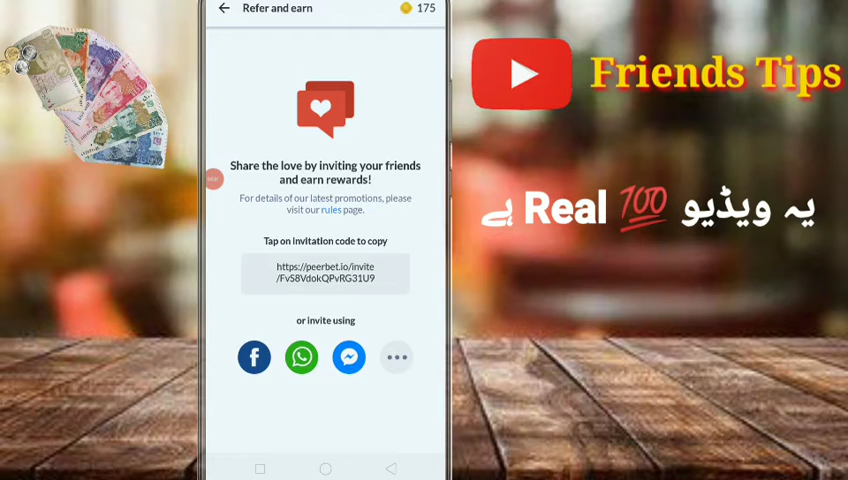 Refer and earn
175
Share the love by inviting your friends
and earn rewards!
For details of our latest promotions, please
visit our rules page.
Tap on invitation code to copy
https://peerbet.io/invite
/FvS8VdokQPvRG31U9
or invite using
Friends Tips
یہ ویڈیو 💯 Real ہے